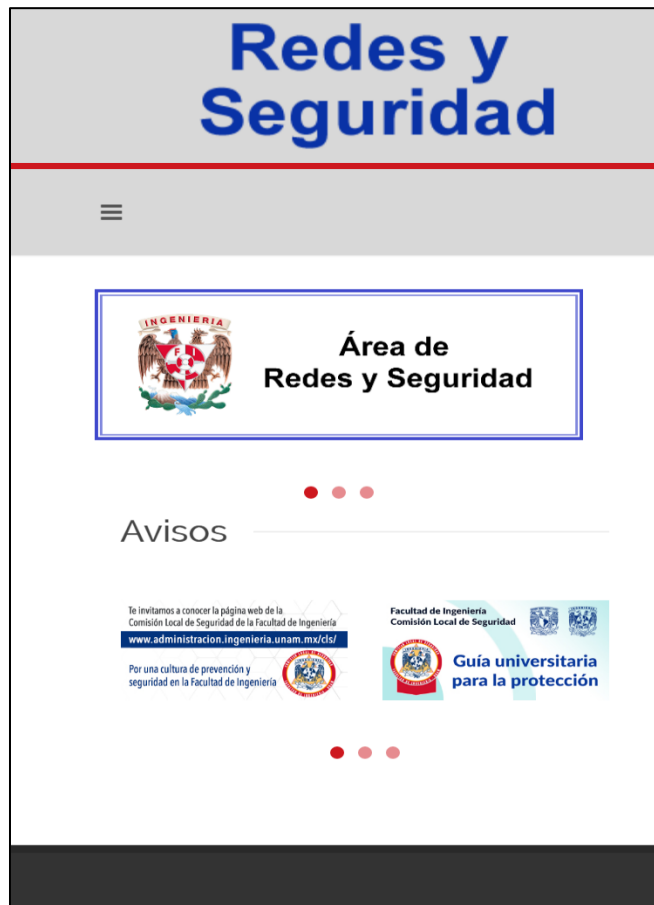 Redes y
Seguridad
INGENIERIA
F I
Área de
Redes y Seguridad
Avisos
Te invitamos a conocer la página web de la
Comisión Local de Seguridad de la Facultad de Ingeniería
www.administracion.ingenieria.unam.mx/cls/
Por una cultura de prevención y
seguridad en la Facultad de Ingeniería
Facultad de Ingeniería
Comisión Local de Seguridad
Guía universitaria
para la protección